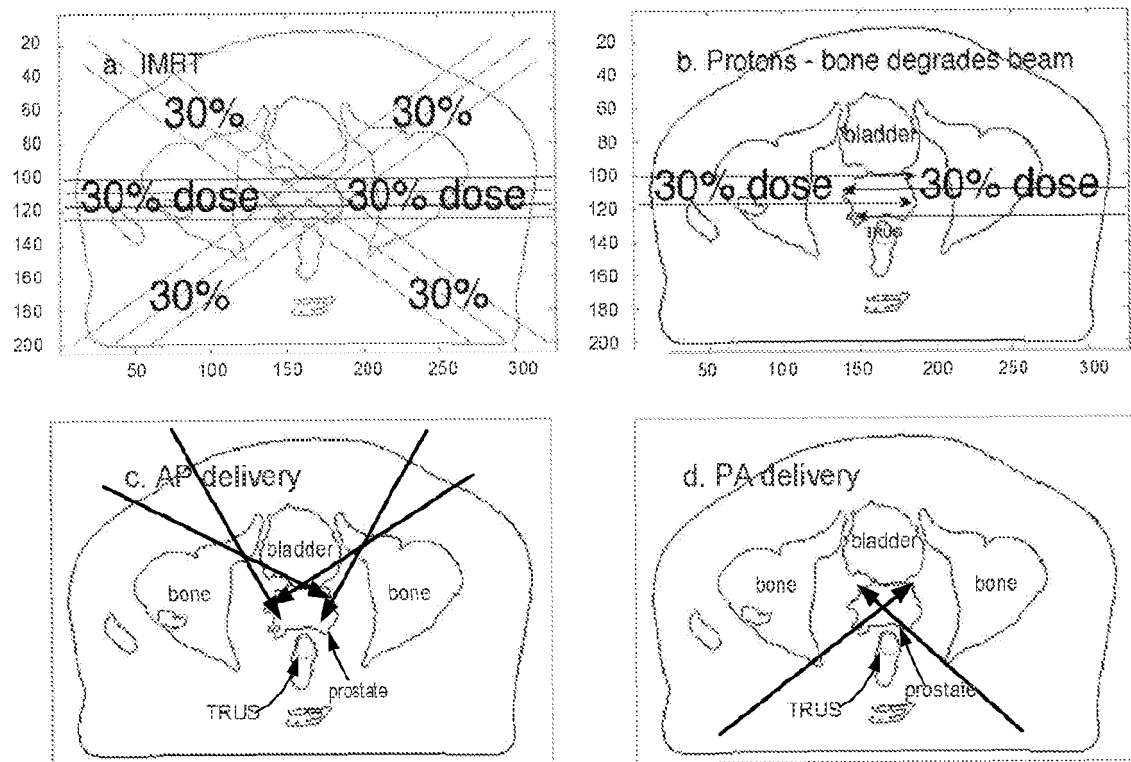 a. IMRT
30% 30%
30% dose 30% dose
30% 30%
20
40
60
80
100
120
140
160
180
200
50 100 150 200 250 300
b. Protons - bone degrades beam
bladder
30% dose 30% dose
TRUS
20
40
60
80
100
120
140
160
180
200
50 100 150 200 250 300
c. AP delivery
bladder
bone bone
prostate
TRUS
d. PA delivery
bladder
bone bone
prostate
TRUS